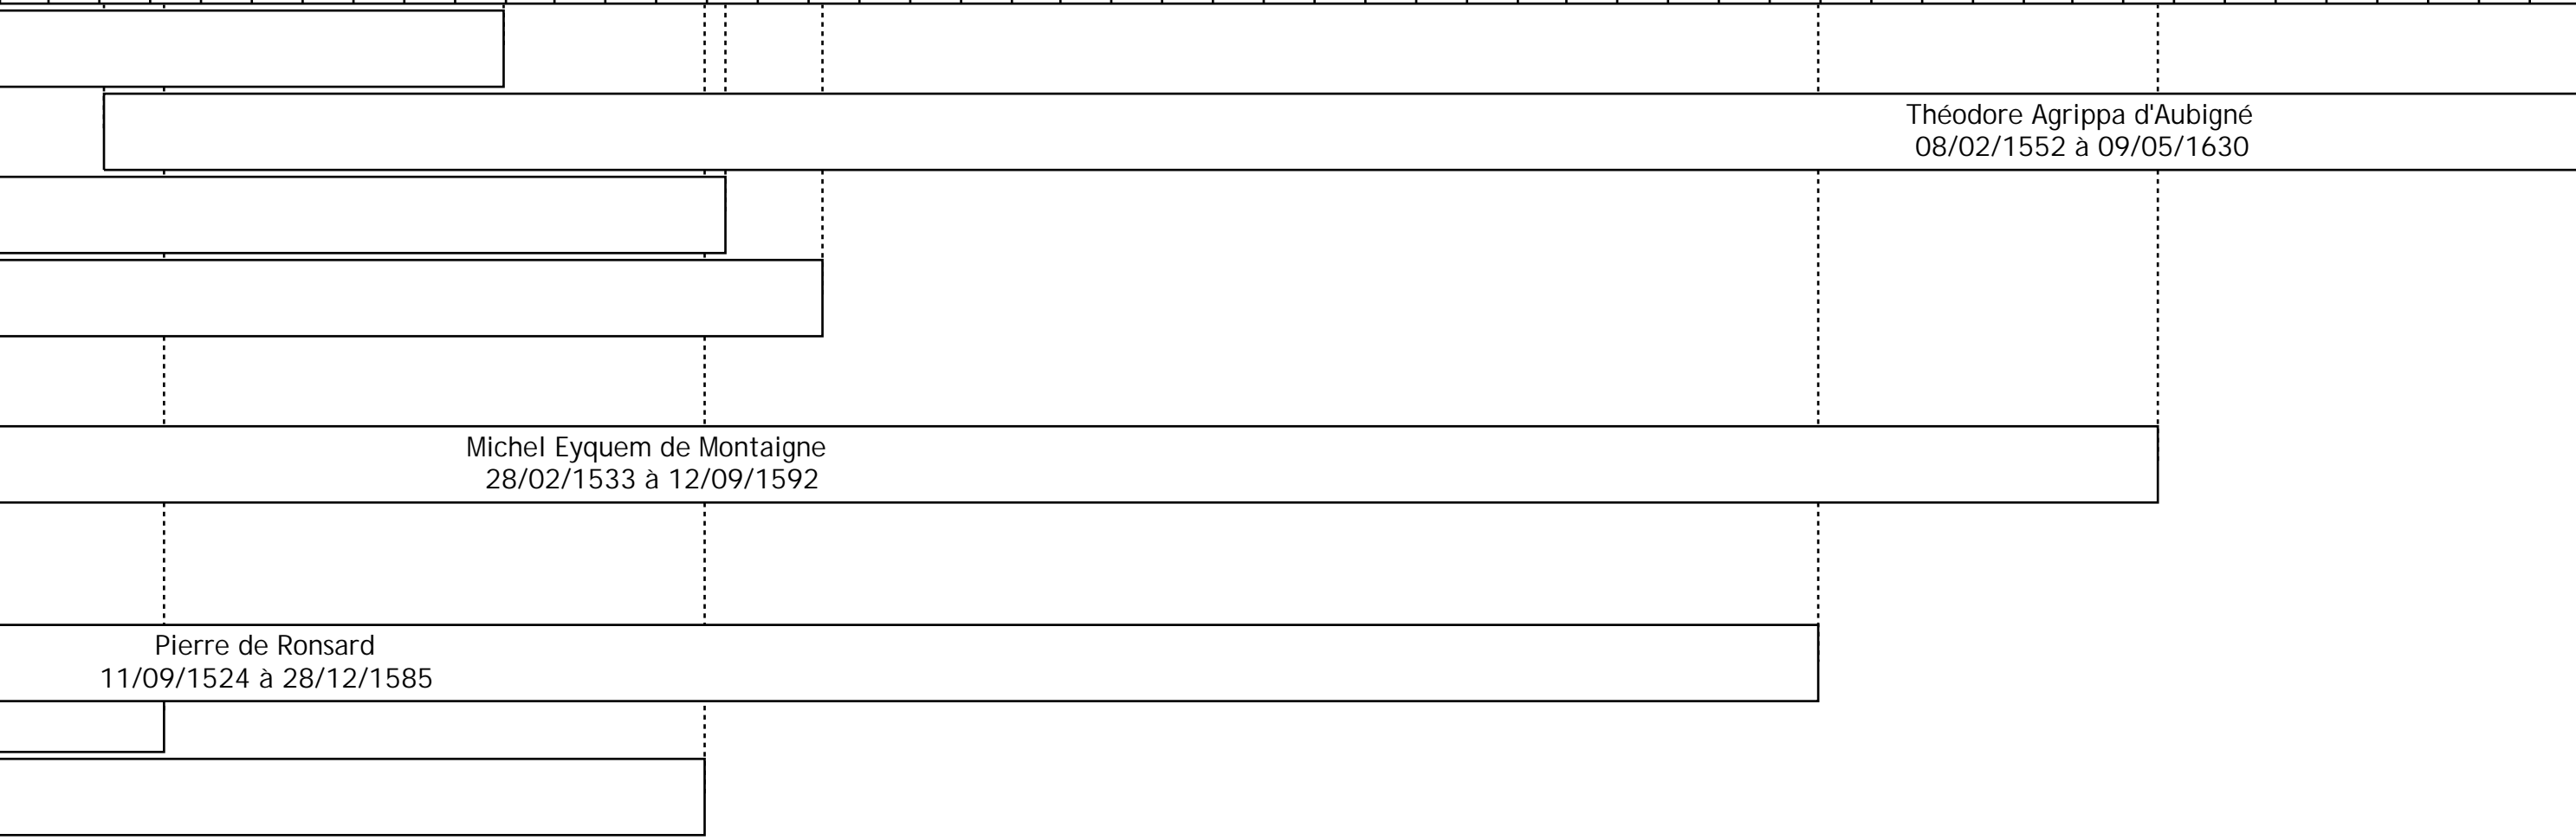 Théodore Agrippa d'Aubigné
08/02/1552 à 09/05/1630
Michel Eyquem de Montaigne
28/02/1533 à 12/09/1592
Pierre de Ronsard
11/09/1524 à 28/12/1585